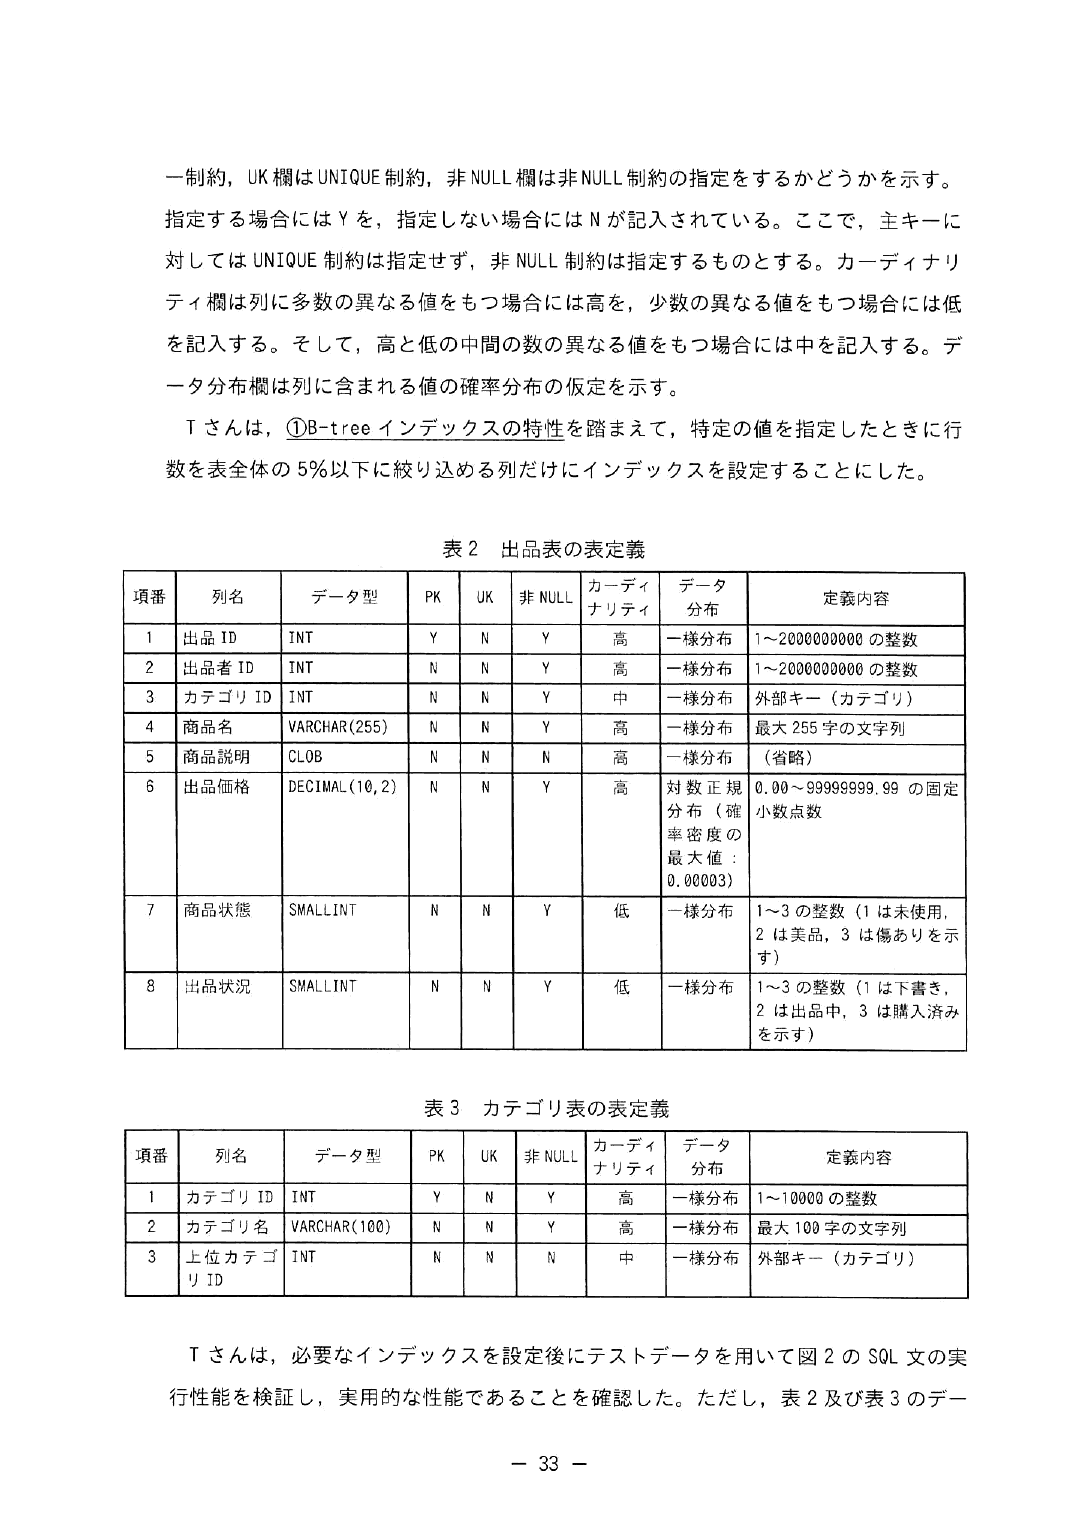 ー制約，UK欄はUNIQUE制約，非NULL欄は非NULL制約の指定をするかどうかを示す。
指定する場合にはYを，指定しない場合にはNが記入されている。ここで，主キーに
対してはUNIQUE制約は指定せず，非NULL制約は指定するものとする。カーディナリ
ティ欄は列に多数の異なる値をもつ場合には高を，少数の異なる値をもつ場合には低
を記入する。そして，高と低の中間の数の異なる値をもつ場合には中を記入する。デ
ータ分布欄は列に含まれる値の確率分布の仮定を示す。
Tさんは，①B-treeインデックスの特性を踏まえて，特定の値を指定したときに行
数を表全体の5％以下に絞り込める列だけにインデックスを設定することにした。
表2　出品表の表定義
項番 列名 データ型 PK UK 非NULL カーディナリティ データ分布 定義内容
1 出品ID INT Y N Y 高 一様分布 1～2000000000の整数
2 出品者ID INT N N Y 高 一様分布 1～2000000000の整数
3 カテゴリID INT N N Y 中 一様分布 外部キー（カテゴリ）
4 商品名 VARCHAR(255) N N Y 高 一様分布 最大255字の文字列
5 商品説明 CLOB N N N 高 一様分布 （省略）
6 出品価格 DECIMAL(10,2) N N Y 高 対数正規分布（確率密度の最大値：0.00003） 0.00～99999999.99の固定小数点数
7 商品状態 SMALLINT N N Y 低 一様分布 1～3の整数（1は未使用，2は美品，3は傷ありを示す）
8 出品状況 SMALLINT N N Y 低 一様分布 1～3の整数（1は下書き，2は出品中，3は購入済みを示す）
表3　カテゴリ表の表定義
項番 列名 データ型 PK UK 非NULL カーディナリティ データ分布 定義内容
1 カテゴリID INT Y N Y 高 一様分布 1～10000の整数
2 カテゴリ名 VARCHAR(100) N N Y 高 一様分布 最大100字の文字列
3 上位カテゴリID INT N N N 中 一様分布 外部キー（カテゴリ）
Tさんは，必要なインデックスを設定後にテストデータを用いて図2のSQL文の実
行性能を検証し，実用的な性能であることを確認した。ただし，表2及び表3のデー
－ 33 －